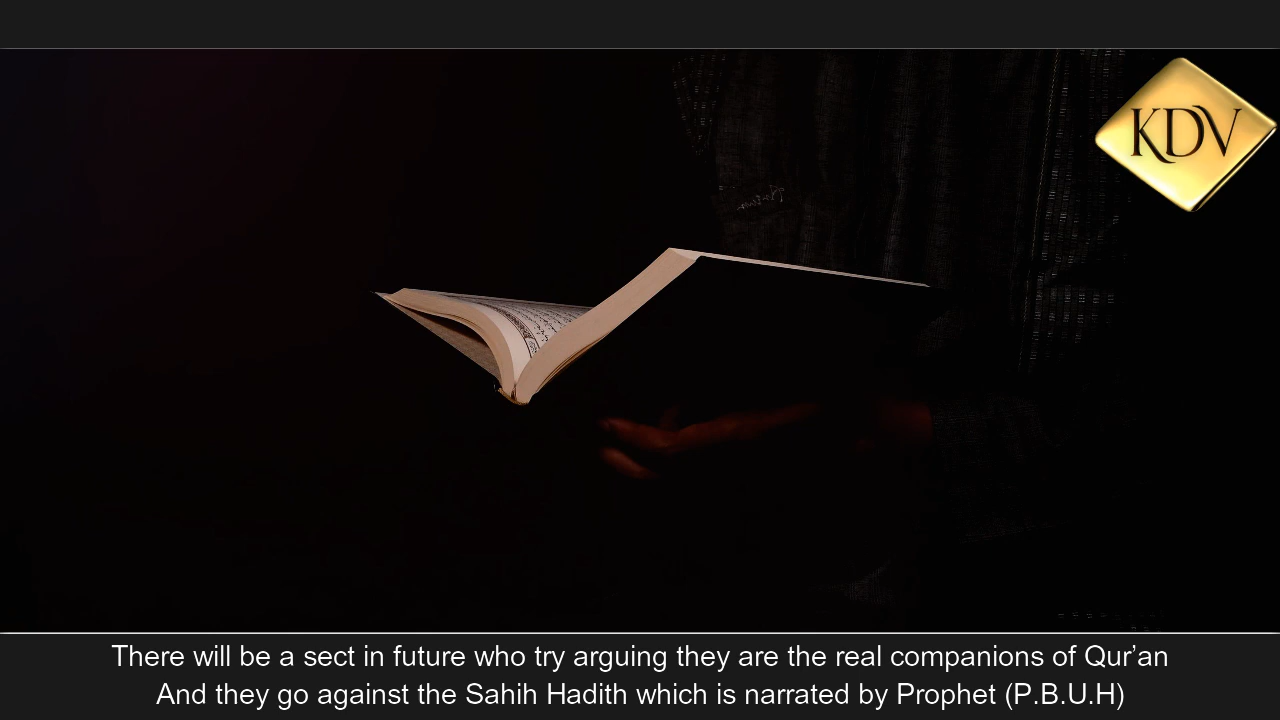 KDV
There will be a sect in future who try arguing they are the real companions of Qur’an
And they go against the Sahih Hadith which is narrated by Prophet (P.B.U.H)